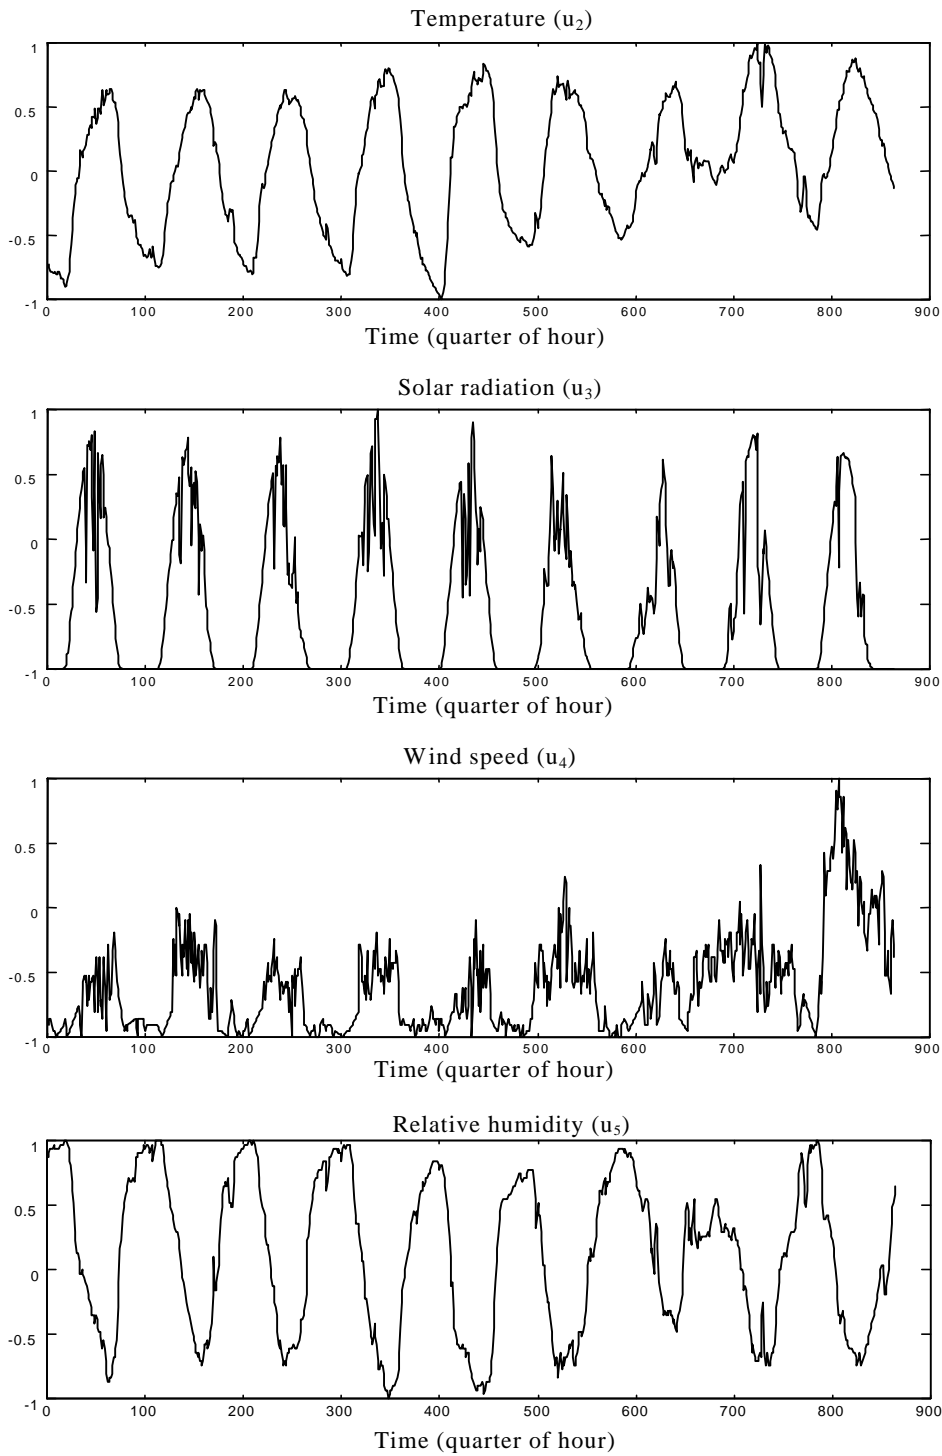 Temperature (u₂)
1
0.5
0
-0.5
-1
0 100 200 300 400 500 600 700 800 900
Time (quarter of hour)
Solar radiation (u₃)
1
0.5
0
-0.5
-1
0 100 200 300 400 500 600 700 800 900
Time (quarter of hour)
Wind speed (u₄)
1
0.5
0
-0.5
-1
0 100 200 300 400 500 600 700 800 900
Time (quarter of hour)
Relative humidity (u₅)
1
0.5
0
-0.5
-1
0 100 200 300 400 500 600 700 800 900
Time (quarter of hour)